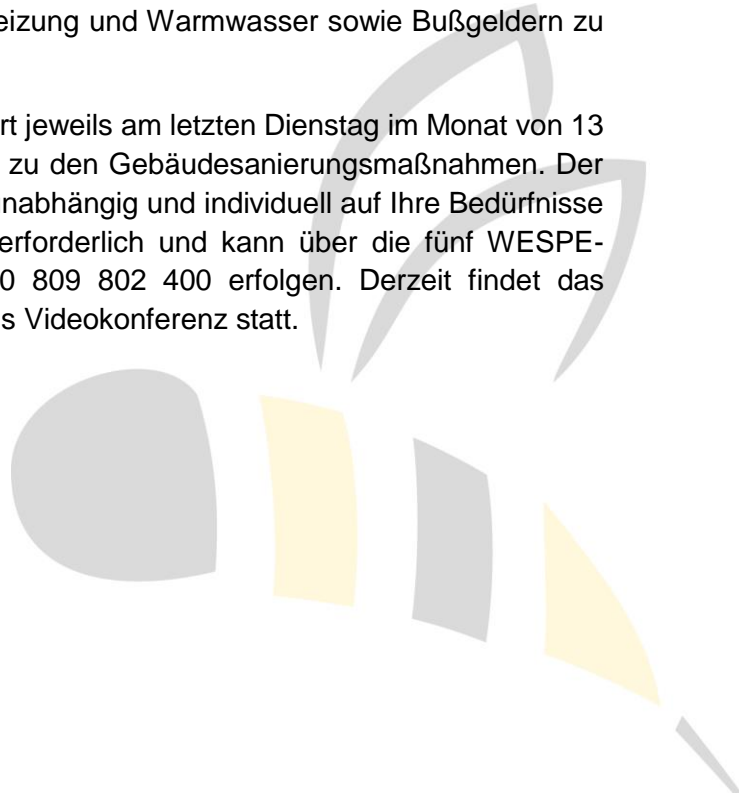 eizung und Warmwasser sowie Bußgeldern zu
rt jeweils am letzten Dienstag im Monat von 13
zu den Gebäudesanierungsmaßnahmen. Der
nabhängig und individuell auf Ihre Bedürfnisse
erforderlich und kann über die fünf WESPE-
0 809 802 400 erfolgen. Derzeit findet das
s Videokonferenz statt.